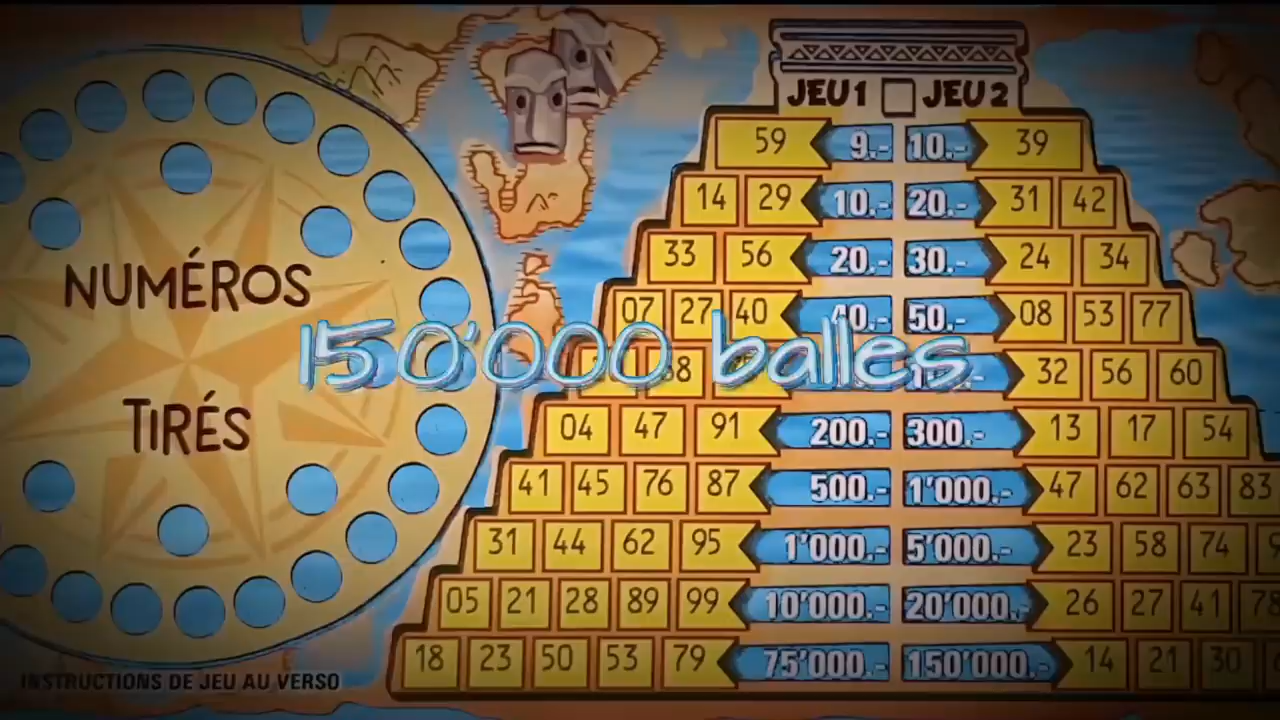 JEU 1 JEU 2
59 9.- 10.- 39
14 29 10.- 20.- 31 42
33 56 20.- 30.- 24 34
NUMÉROS
07 27 40 40.- 50.- 08 53 77
150'000 balles
32 56 60
TIRÉS
04 47 91 200.- 300.- 13 17 54
41 45 76 87 500.- 1'000.- 47 62 63 83
31 44 62 95 1'000.- 5'000.- 23 58 74
05 21 28 89 99 10'000.- 20'000.- 26 27 41 78
18 23 50 53 79 75'000.- 150'000.- 14 21 30
INSTRUCTIONS DE JEU AU VERSO